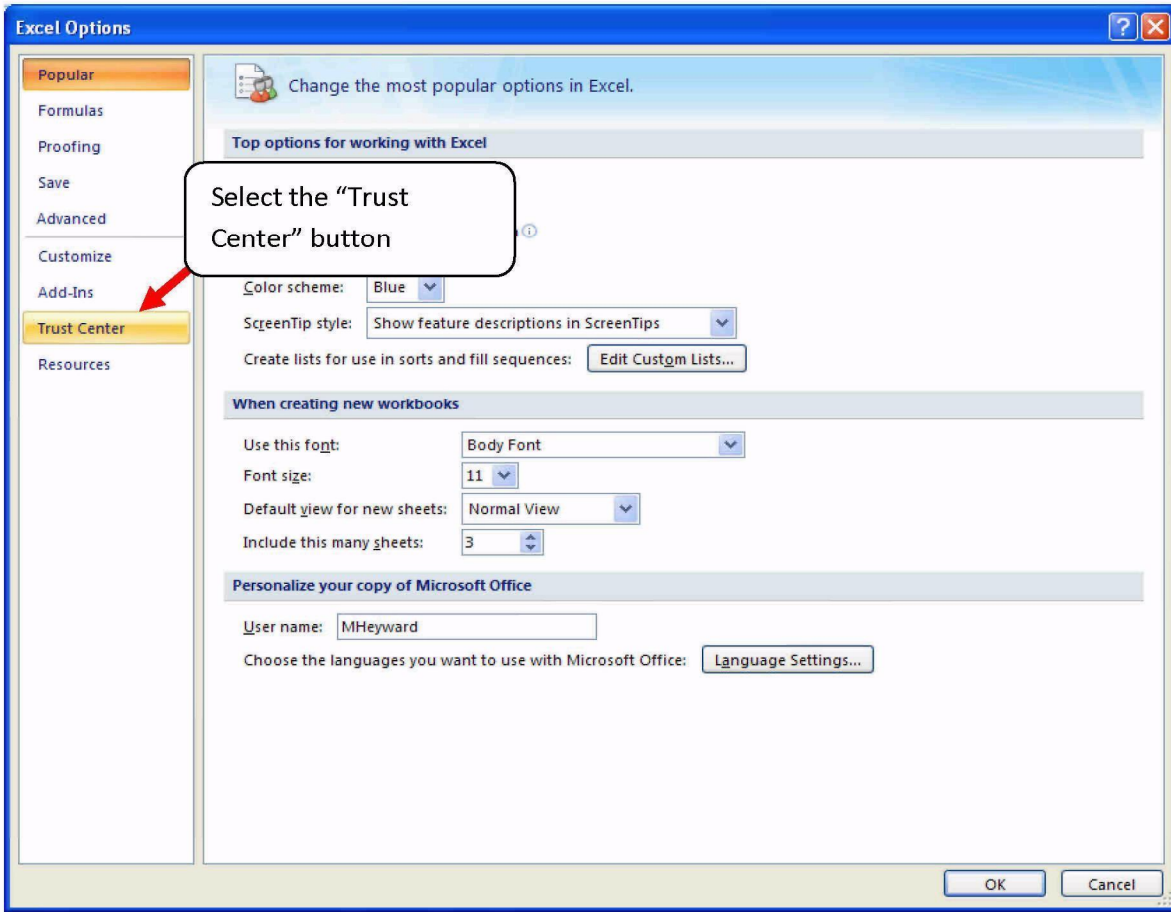 Excel Options
Popular
Formulas
Proofing
Save
Advanced
Customize
Add-Ins
Trust Center
Resources
Change the most popular options in Excel.
Top options for working with Excel
Select the “Trust
Center” button
Color scheme: Blue
ScreenTip style: Show feature descriptions in ScreenTips
Create lists for use in sorts and fill sequences: Edit Custom Lists...
When creating new workbooks
Use this font: Body Font
Font size: 11
Default view for new sheets: Normal View
Include this many sheets: 3
Personalize your copy of Microsoft Office
User name: MHeyward
Choose the languages you want to use with Microsoft Office: Language Settings...
OK Cancel